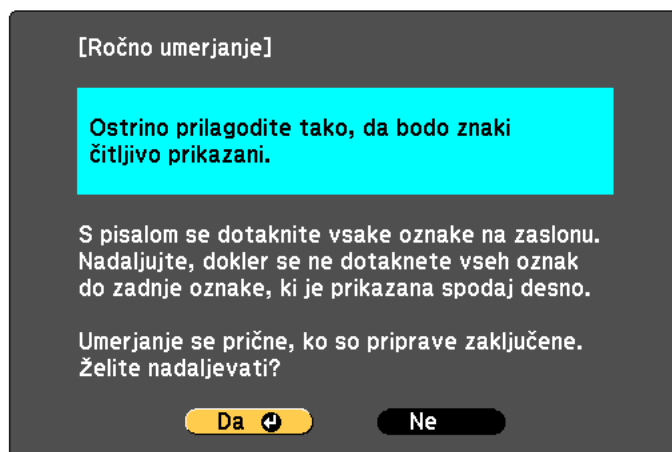 [Ročno umerjanje]
Ostrino prilagodite tako, da bodo znaki
čitljivo prikazani.
S pisalom se dotaknite vsake oznake na zaslonu.
Nadaljujte, dokler se ne dotaknete vseh oznak
do zadnje oznake, ki je prikazana spodaj desno.
Umerjanje se prične, ko so priprave zaključene.
Želite nadaljevati?
Da Ne